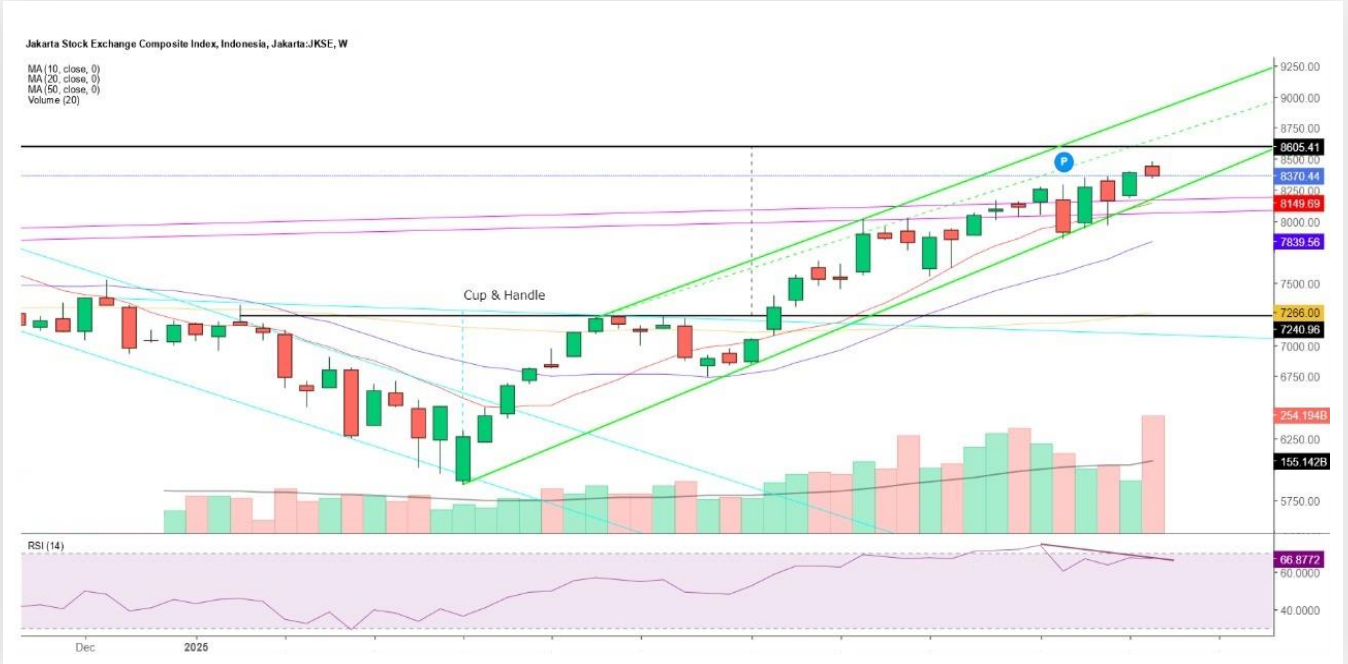 Jakarta Stock Exchange Composite Index, Indonesia, Jakarta:JKSE, W
MA (10, close, 0)
MA (20, close, 0)
MA (50, close, 0)
Volume (20)
9250.00
9000.00
8750.00
8605.41
8500.00
P
8370.44
8250.00
8149.69
8000.00
7839.56
7500.00
Cup & Handle
7266.00
7240.96
7000.00
6750.00
254.194B
6250.00
155.142B
5750.00
RSI (14)
66.8772
60.0000
40.0000
Dec 2025